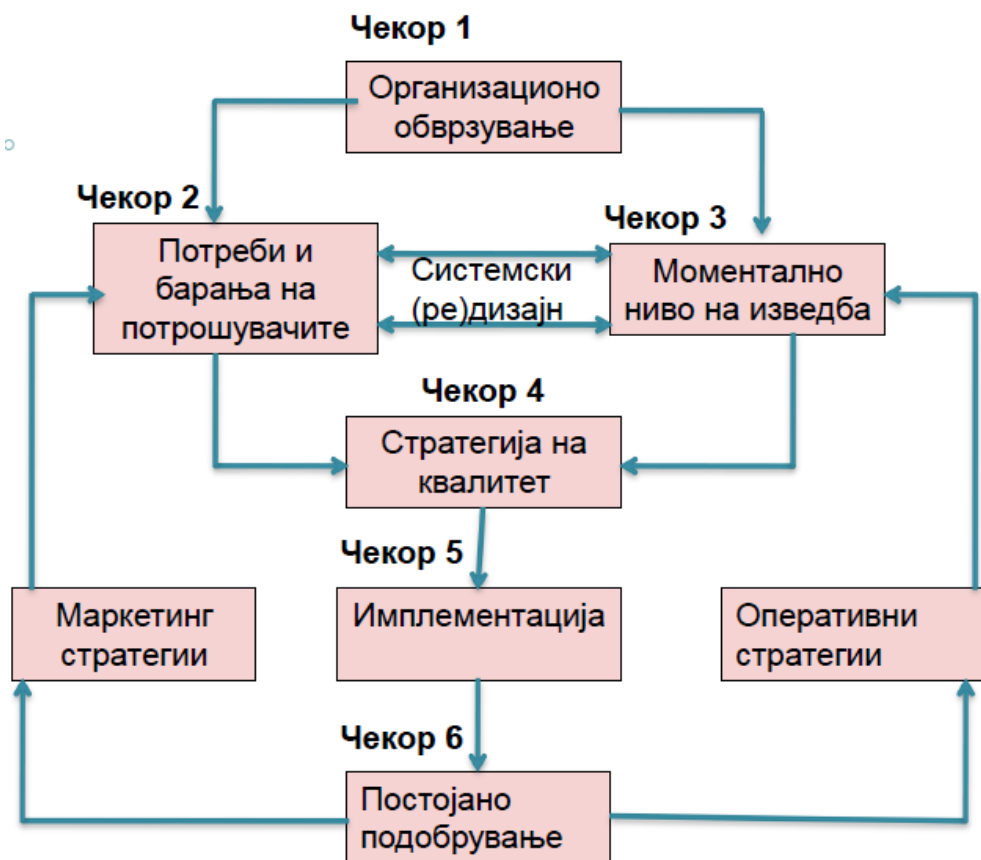 Чекор 1
Организационо
обврзување
Чекор 2
Потреби и
барања на
потрошувачите
Системски
(ре)дизајн
Чекор 3
Моментално
ниво на изведба
Чекор 4
Стратегија на
квалитет
Чекор 5
Маркетинг
стратегии
Имплементација
Оперативни
стратегии
Чекор 6
Постојано
подобрување